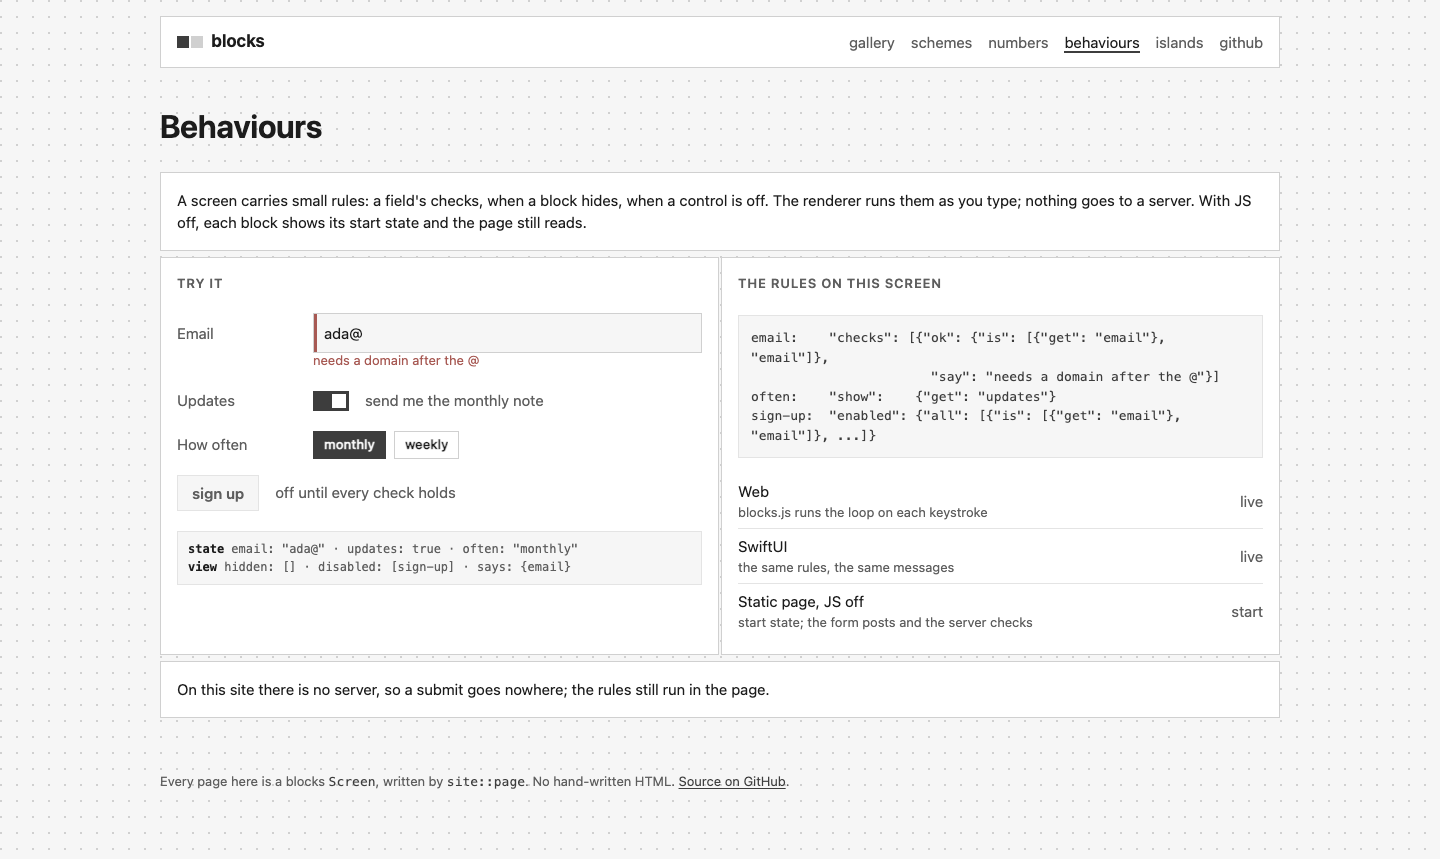 blocks
gallery schemes numbers behaviours islands github
Behaviours
A screen carries small rules: a field's checks, when a block hides, when a control is off. The renderer runs them as you type; nothing goes to a server. With JS
off, each block shows its start state and the page still reads.
TRY IT
Email
ada@
needs a domain after the @
Updates
send me the monthly note
How often
monthly
weekly
sign up
off until every check holds
state email: "ada@" · updates: true · often: "monthly"
view hidden: [] · disabled: [sign-up] · says: {email}
THE RULES ON THIS SCREEN
email:    "checks": [{"ok": {"is": [{"get": "email"},
"email"]},
                       "say": "needs a domain after the @"}]
often:    "show":    {"get": "updates"}
sign-up:  "enabled": {"all": [{"is": [{"get": "email"},
"email"]}, ...]}
Web
blocks.js runs the loop on each keystroke
live
SwiftUI
the same rules, the same messages
live
Static page, JS off
start state; the form posts and the server checks
start
On this site there is no server, so a submit goes nowhere; the rules still run in the page.
Every page here is a blocks Screen, written by site::page. No hand-written HTML. Source on GitHub.